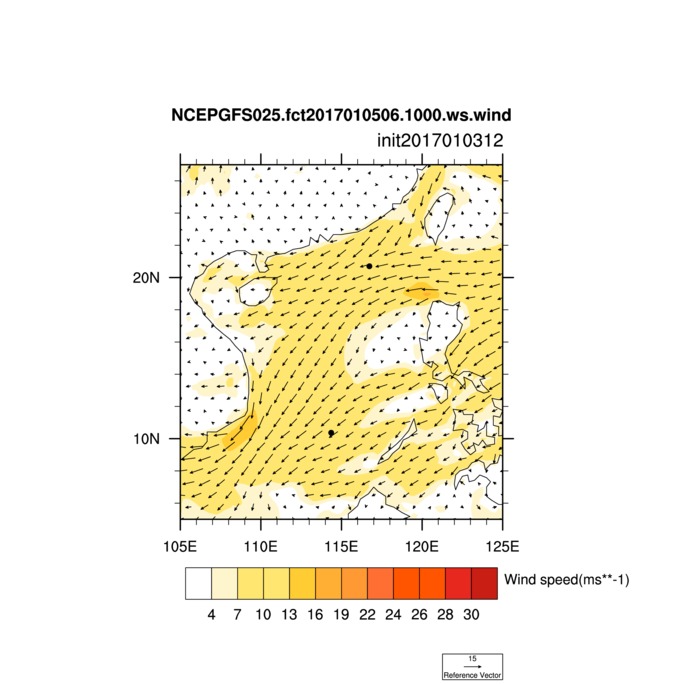 NCEPGFS025.fct2017010506.1000.ws.wind
init2017010312
20N
10N
105E 110E 115E 120E 125E
Wind speed(ms**-1)
4 7 10 13 16 19 22 24 26 28 30
15
Reference Vector